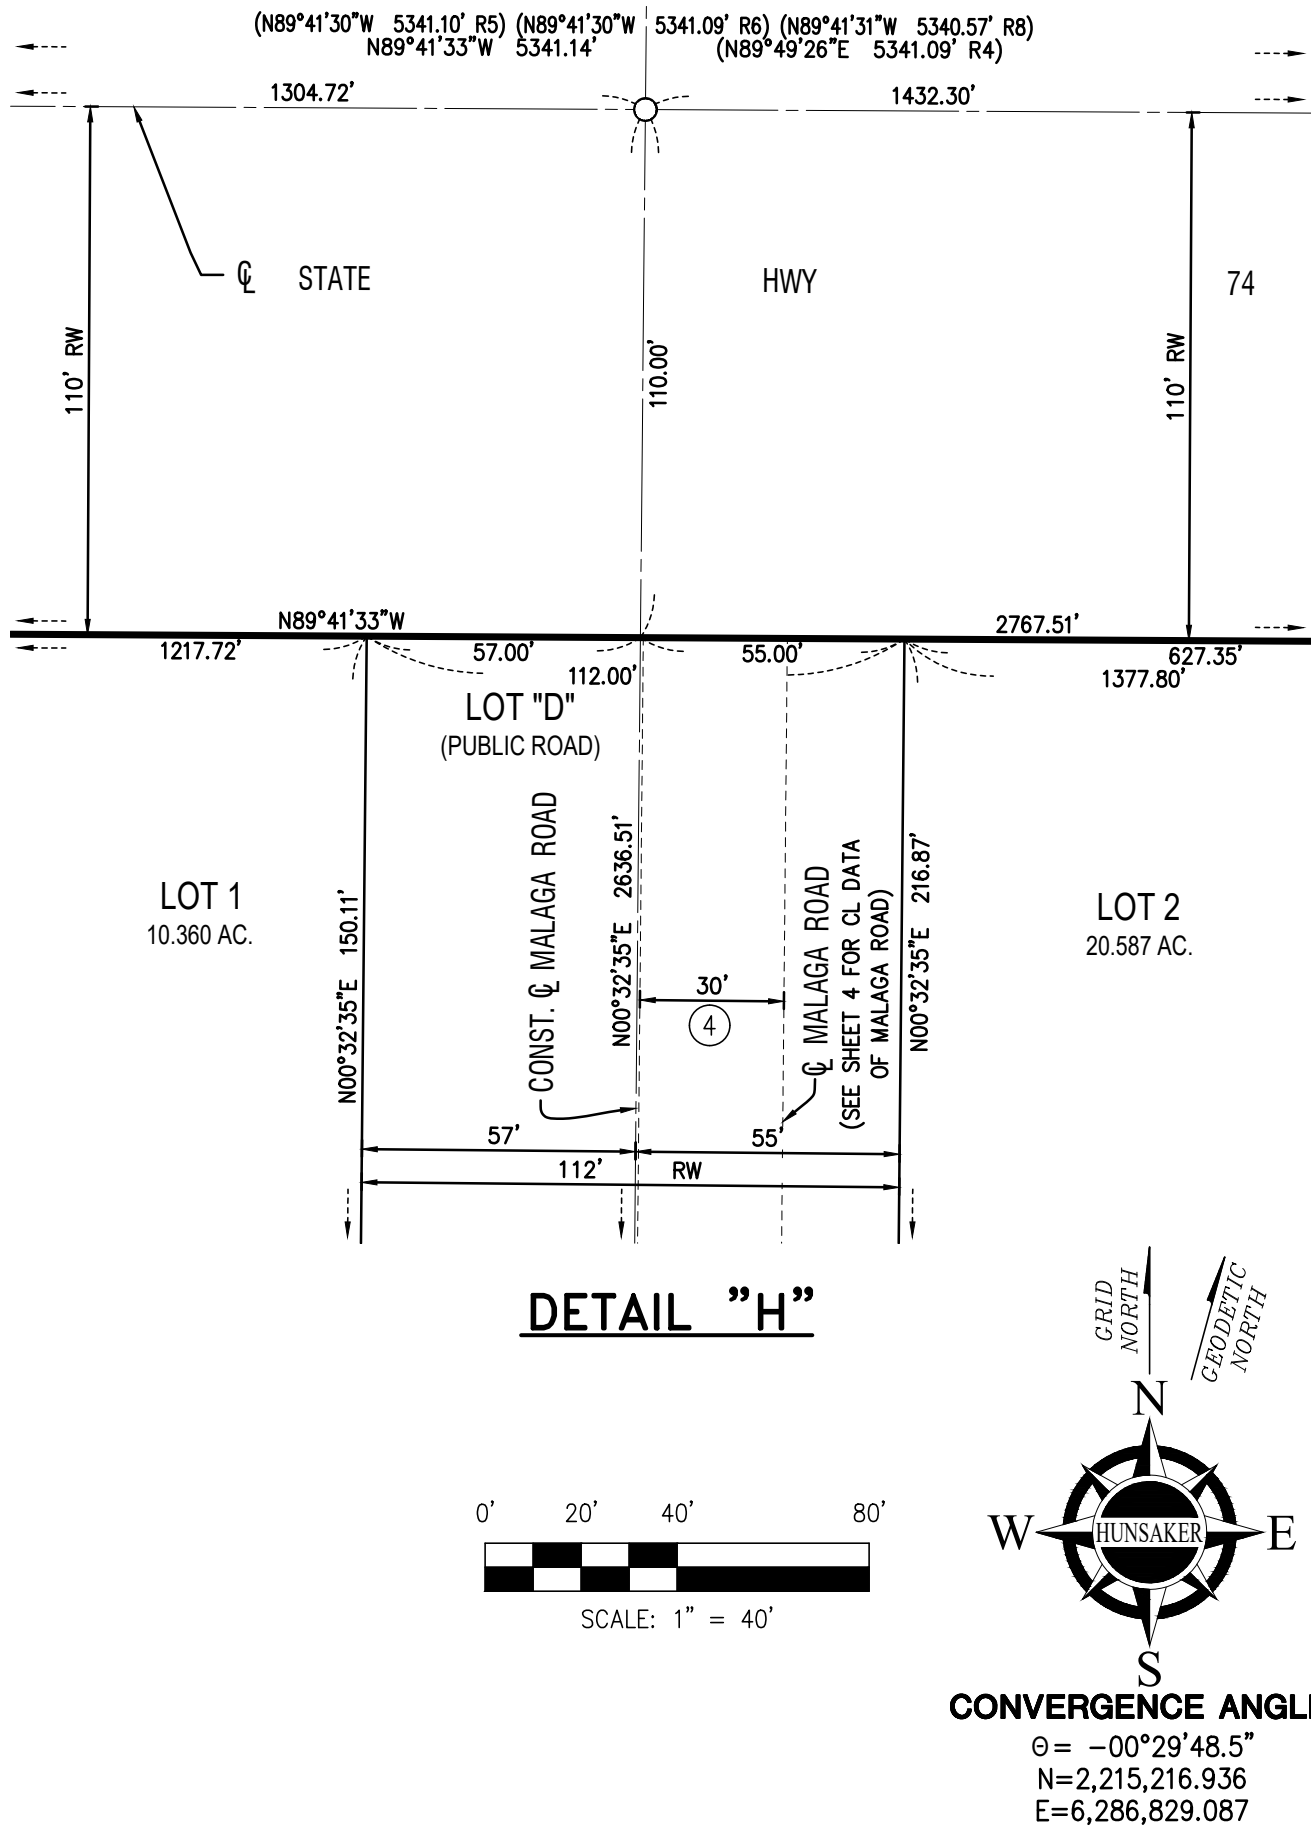 (N89°41'30"W 5341.10' R5) (N89°41'30"W 5341.09' R6) (N89°41'31"W 5340.57' R8)
N89°41'33"W 5341.14' (N89°49'26"E 5341.09' R4)
1304.72' 1432.30'
℄ STATE HWY 74
110' RW
110.00'
110' RW
N89°41'33"W 2767.51'
1217.72' 57.00' 55.00' 627.35'
112.00' 1377.80'
LOT "D"
(PUBLIC ROAD)
LOT 1
10.360 AC.
N00°32'35"E 150.11'
CONST. ℄ MALAGA ROAD
N00°32'35"E 2636.51'
30'
4
℄ MALAGA ROAD
(SEE SHEET 4 FOR CL DATA
OF MALAGA ROAD)
N00°32'35"E 216.87'
LOT 2
20.587 AC.
57' 55'
112' RW
DETAIL "H"
GRID
NORTH
GEODETIC
NORTH
N
W HUNSAKER E
S
0' 20' 40' 80'
SCALE: 1" = 40'
CONVERGENCE ANGL
Θ= -00°29'48.5"
N=2,215,216.936
E=6,286,829.087